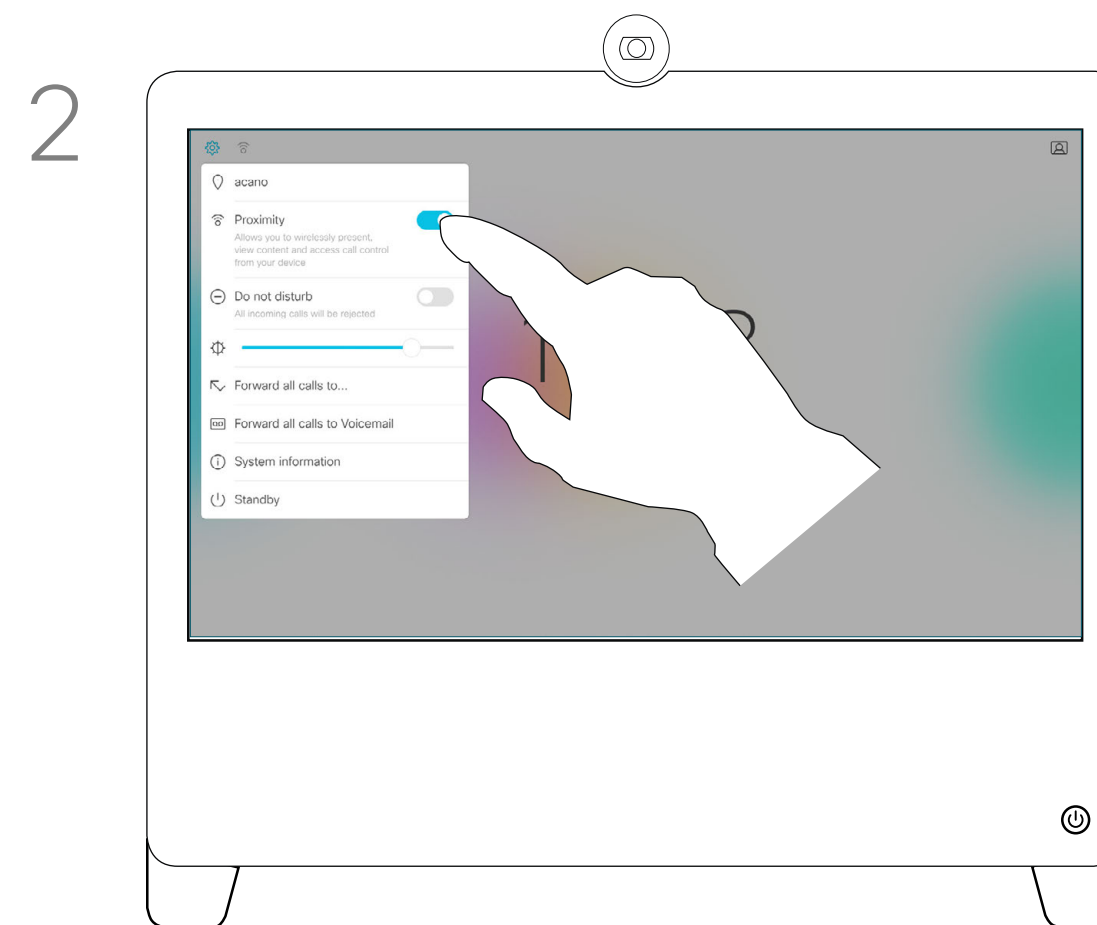 2
acano
Proximity
Allows you to wirelessly present,
view content and access call control
from your device
Do not disturb
All incoming calls will be rejected
Forward all calls to...
Forward all calls to Voicemail
System information
Standby